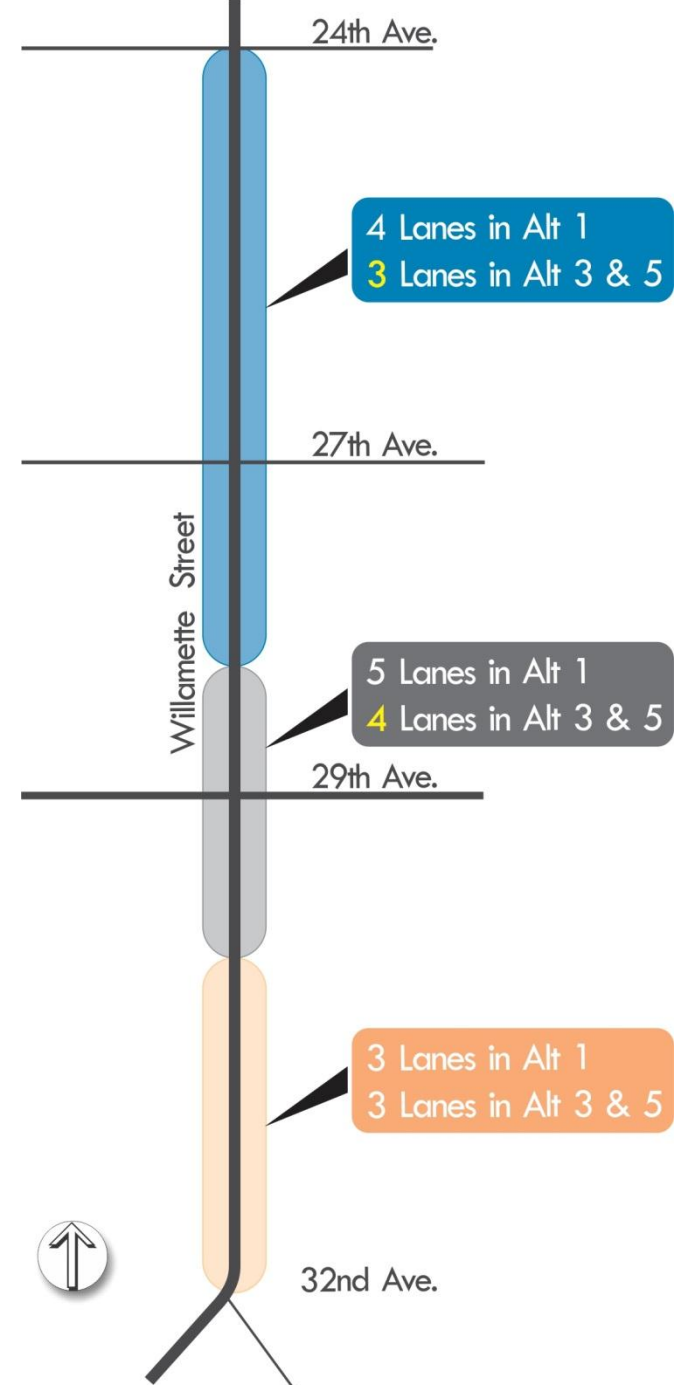 24th Ave.
4 Lanes in Alt 1
3 Lanes in Alt 3 & 5
27th Ave.
Willamette Street
5 Lanes in Alt 1
4 Lanes in Alt 3 & 5
29th Ave.
3 Lanes in Alt 1
3 Lanes in Alt 3 & 5
32nd Ave.